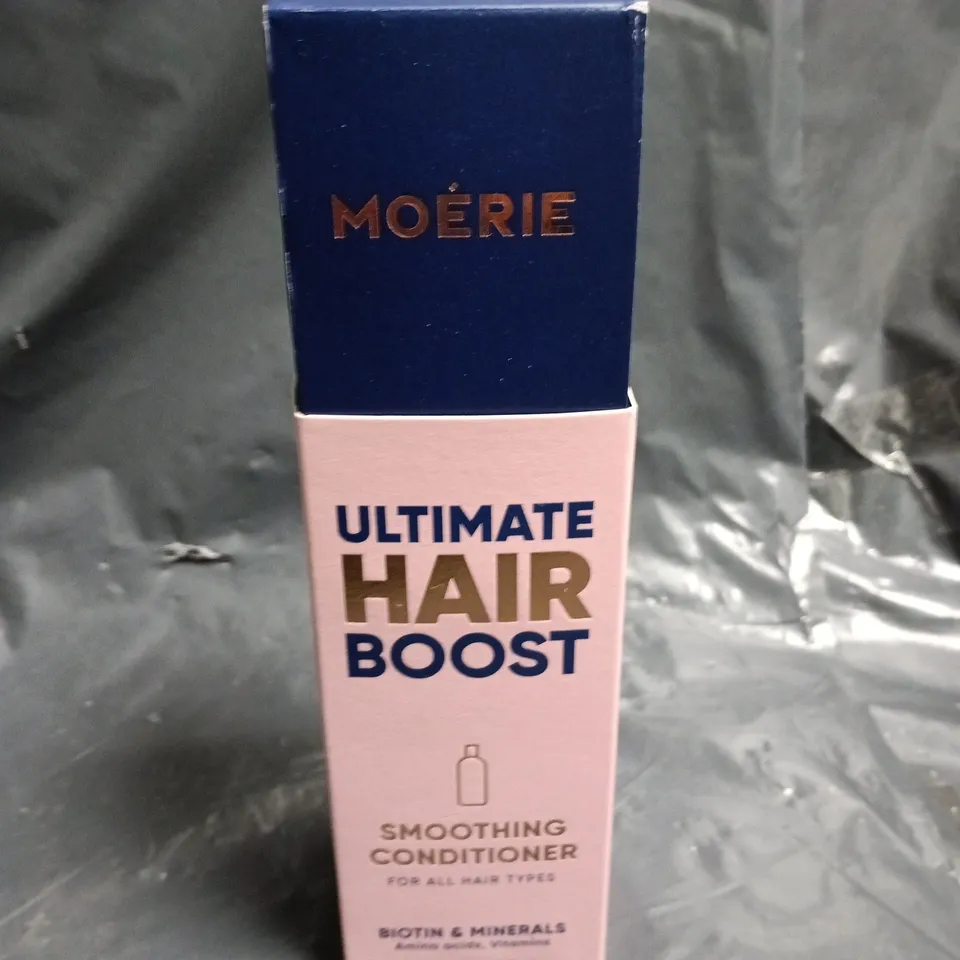 MOÉRIE
ULTIMATE
HAIR
BOOST
SMOOTHING
CONDITIONER
FOR ALL HAIR TYPES
BIOTIN & MINERALS
Amino acids, Vitamins